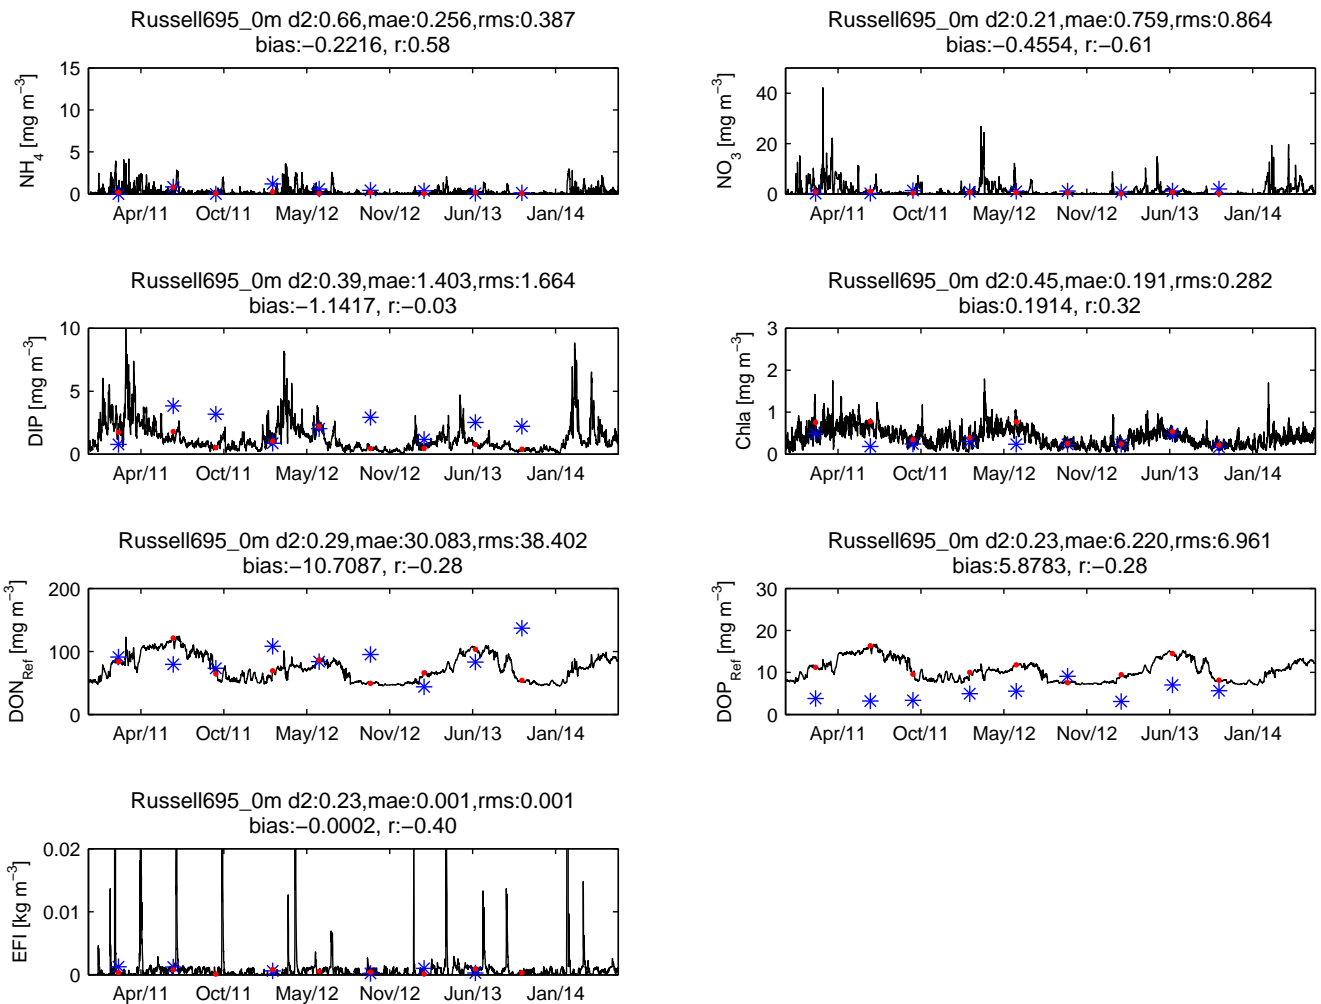 Russell695_0m d2:0.66,mae:0.256,rms:0.387
bias:−0.2216, r:0.58
NH4 [mg m−3]
15
10
5
0
Apr/11 Oct/11 May/12 Nov/12 Jun/13 Jan/14
Russell695_0m d2:0.21,mae:0.759,rms:0.864
bias:−0.4554, r:−0.61
NO3 [mg m−3]
40
20
0
Apr/11 Oct/11 May/12 Nov/12 Jun/13 Jan/14
Russell695_0m d2:0.39,mae:1.403,rms:1.664
bias:−1.1417, r:−0.03
DIP [mg m−3]
10
5
0
Apr/11 Oct/11 May/12 Nov/12 Jun/13 Jan/14
Russell695_0m d2:0.45,mae:0.191,rms:0.282
bias:0.1914, r:0.32
Chla [mg m−3]
3
2
1
0
Apr/11 Oct/11 May/12 Nov/12 Jun/13 Jan/14
Russell695_0m d2:0.29,mae:30.083,rms:38.402
bias:−10.7087, r:−0.28
DONRef [mg m−3]
200
100
0
Apr/11 Oct/11 May/12 Nov/12 Jun/13 Jan/14
Russell695_0m d2:0.23,mae:6.220,rms:6.961
bias:5.8783, r:−0.28
DOPRef [mg m−3]
30
20
10
0
Apr/11 Oct/11 May/12 Nov/12 Jun/13 Jan/14
Russell695_0m d2:0.23,mae:0.001,rms:0.001
bias:−0.0002, r:−0.40
EFI [kg m−3]
0.02
0.01
0
Apr/11 Oct/11 May/12 Nov/12 Jun/13 Jan/14